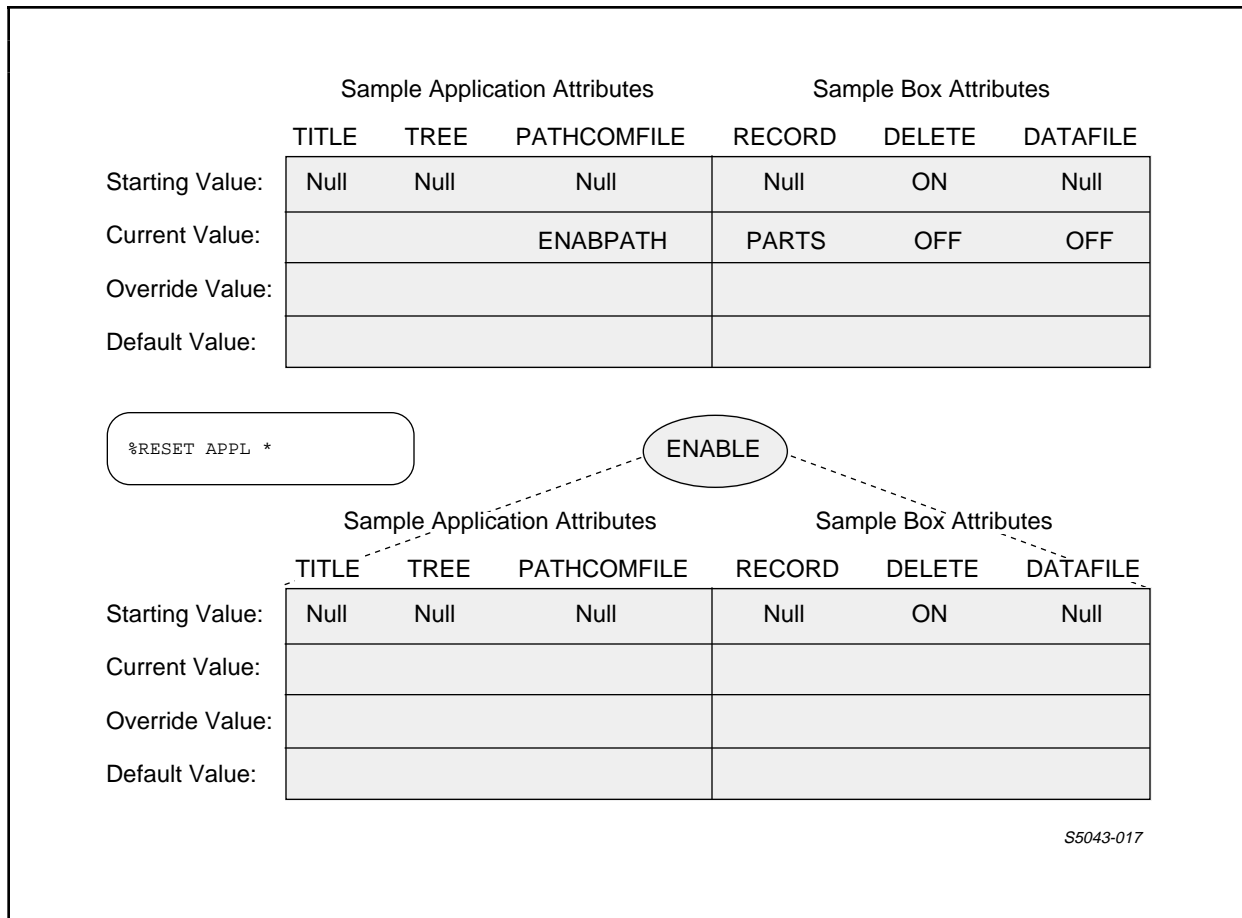 Sample Application Attributes Sample Box Attributes
TITLE TREE PATHCOMFILE RECORD DELETE DATAFILE
Starting Value: Null Null Null Null ON Null
Current Value: ENABPATH PARTS OFF OFF
Override Value:
Default Value:
%RESET APPL *
ENABLE
Sample Application Attributes Sample Box Attributes
TITLE TREE PATHCOMFILE RECORD DELETE DATAFILE
Starting Value: Null Null Null Null ON Null
Current Value:
Override Value:
Default Value:
S5043-017